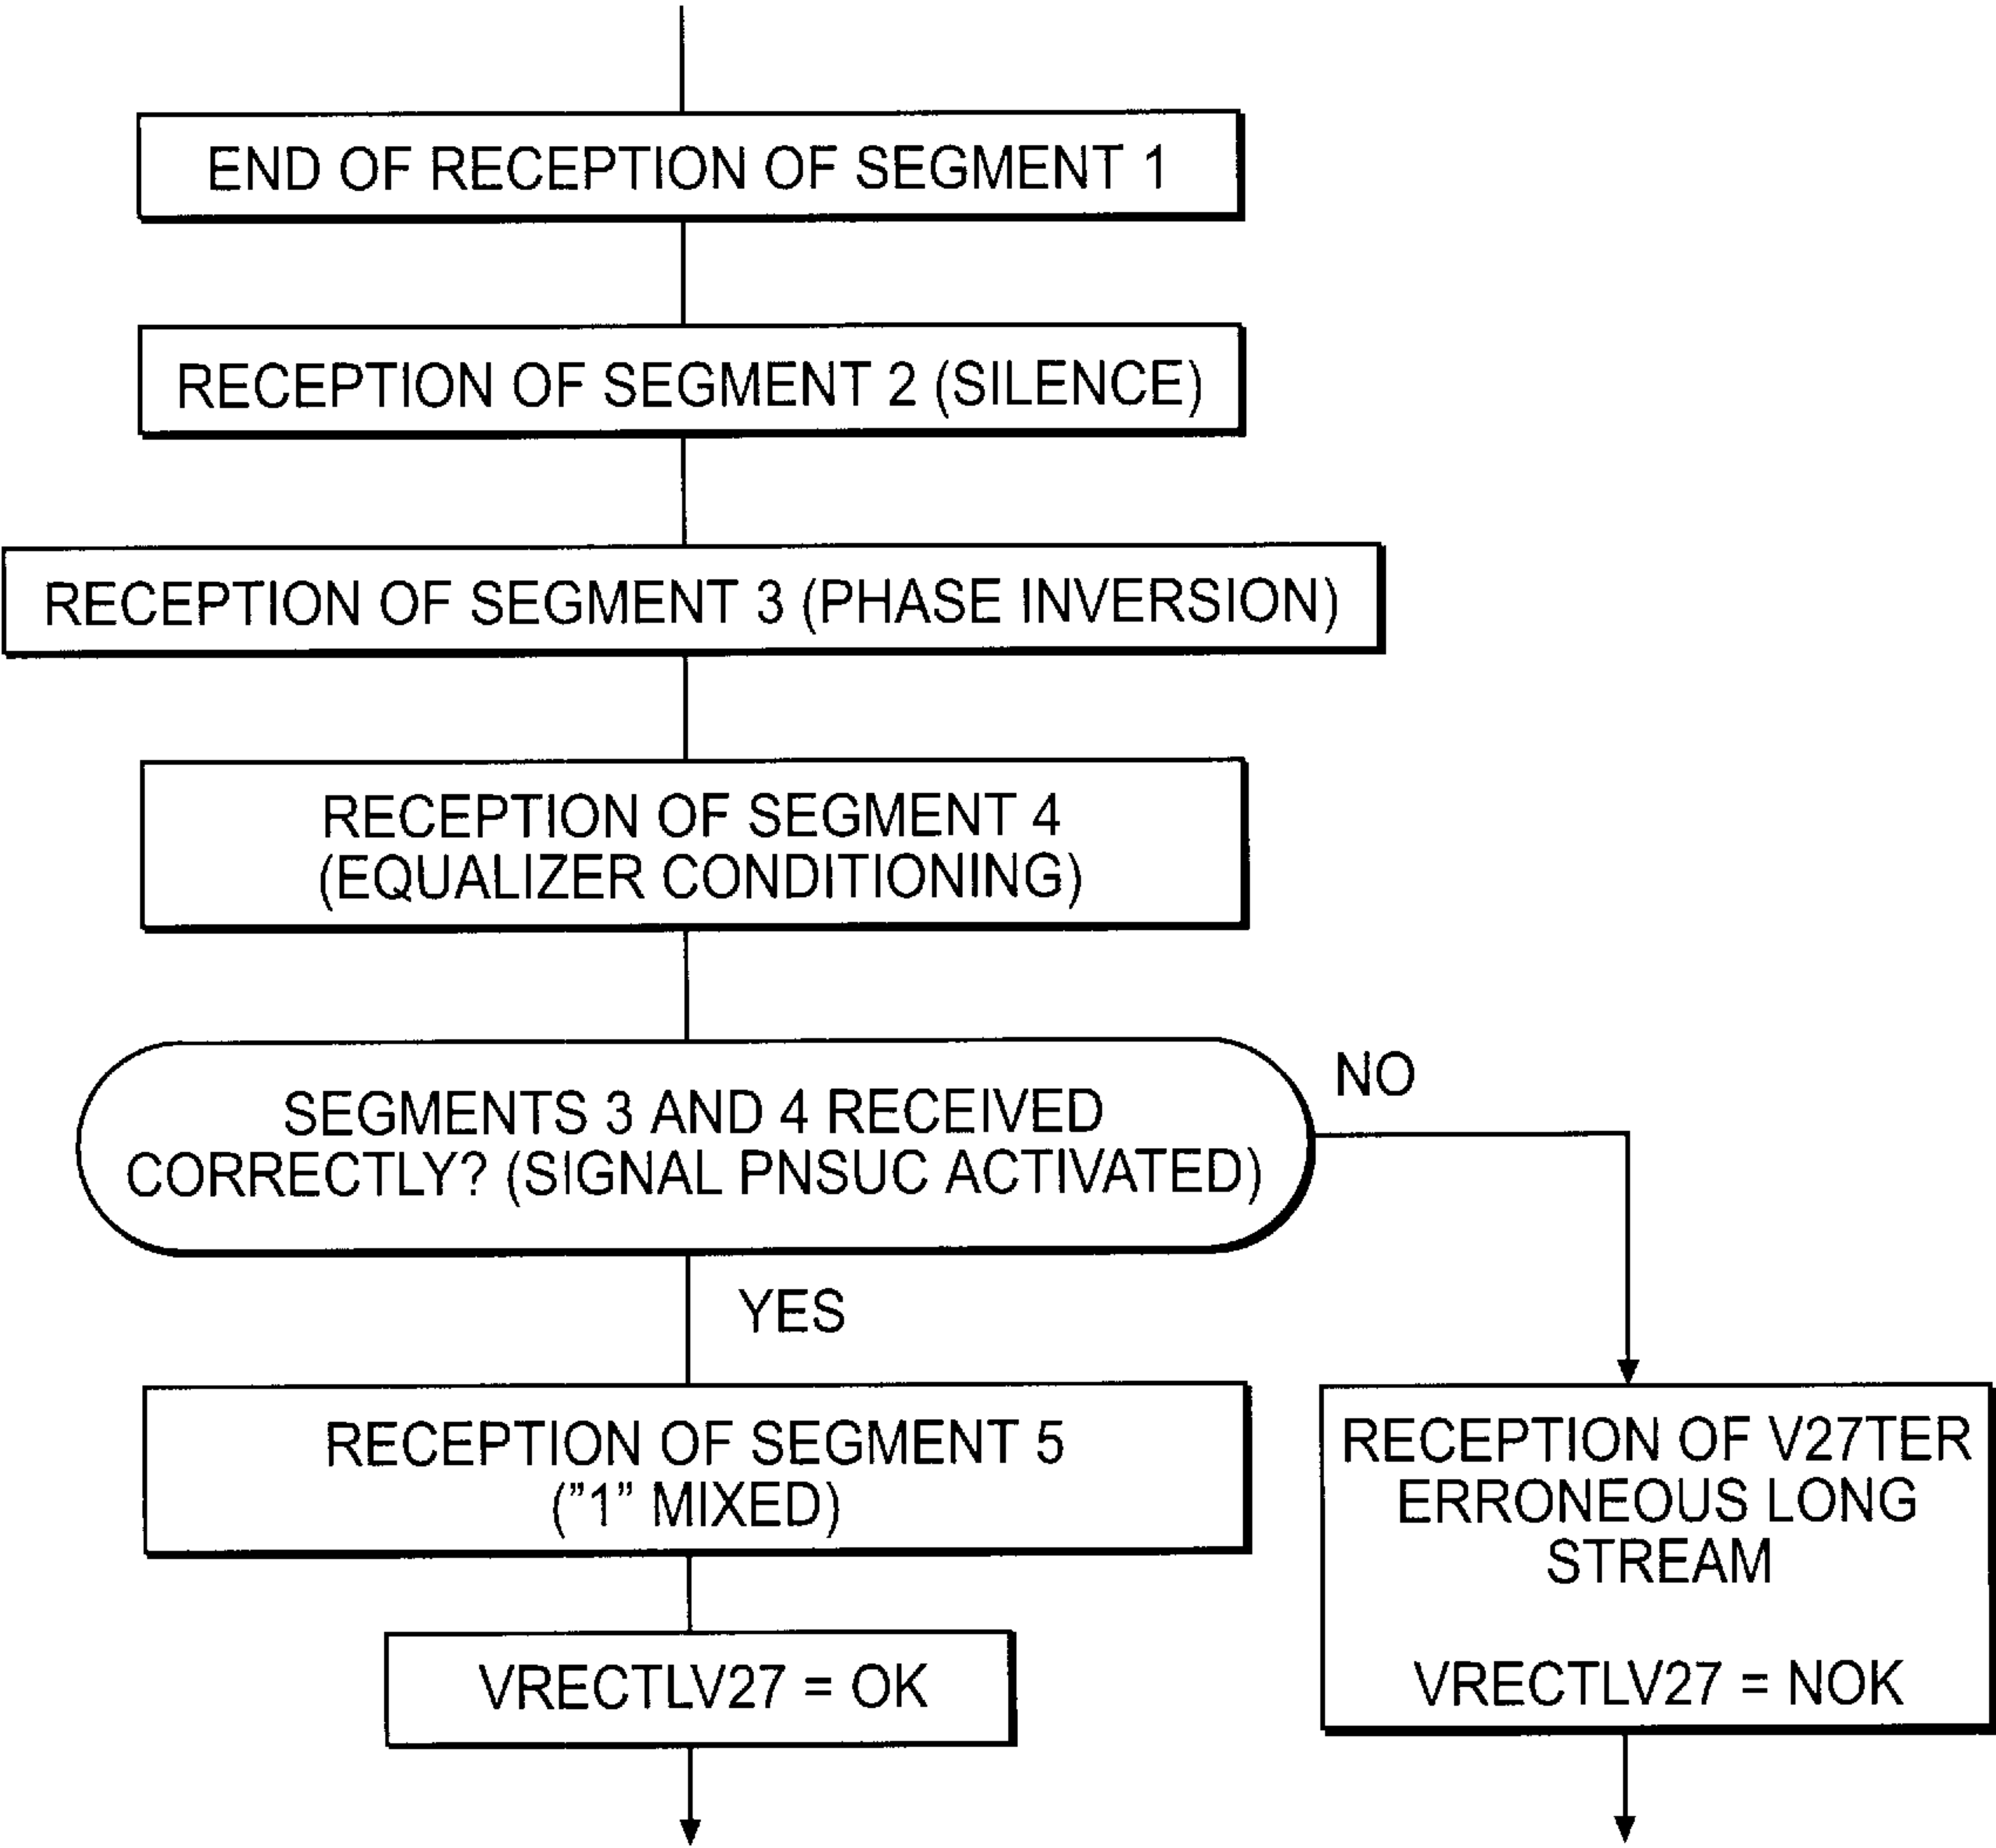 END OF RECEPTION OF SEGMENT 1
RECEPTION OF SEGMENT 2 (SILENCE)
RECEPTION OF SEGMENT 3 (PHASE INVERSION)
RECEPTION OF SEGMENT 4
(EQUALIZER CONDITIONING)
SEGMENTS 3 AND 4 RECEIVED
CORRECTLY? (SIGNAL PNSUC ACTIVATED)
NO
YES
RECEPTION OF SEGMENT 5
("1" MIXED)
VRECTLV27 = OK
RECEPTION OF V27TER
ERRONEOUS LONG
STREAM
VRECTLV27 = NOK